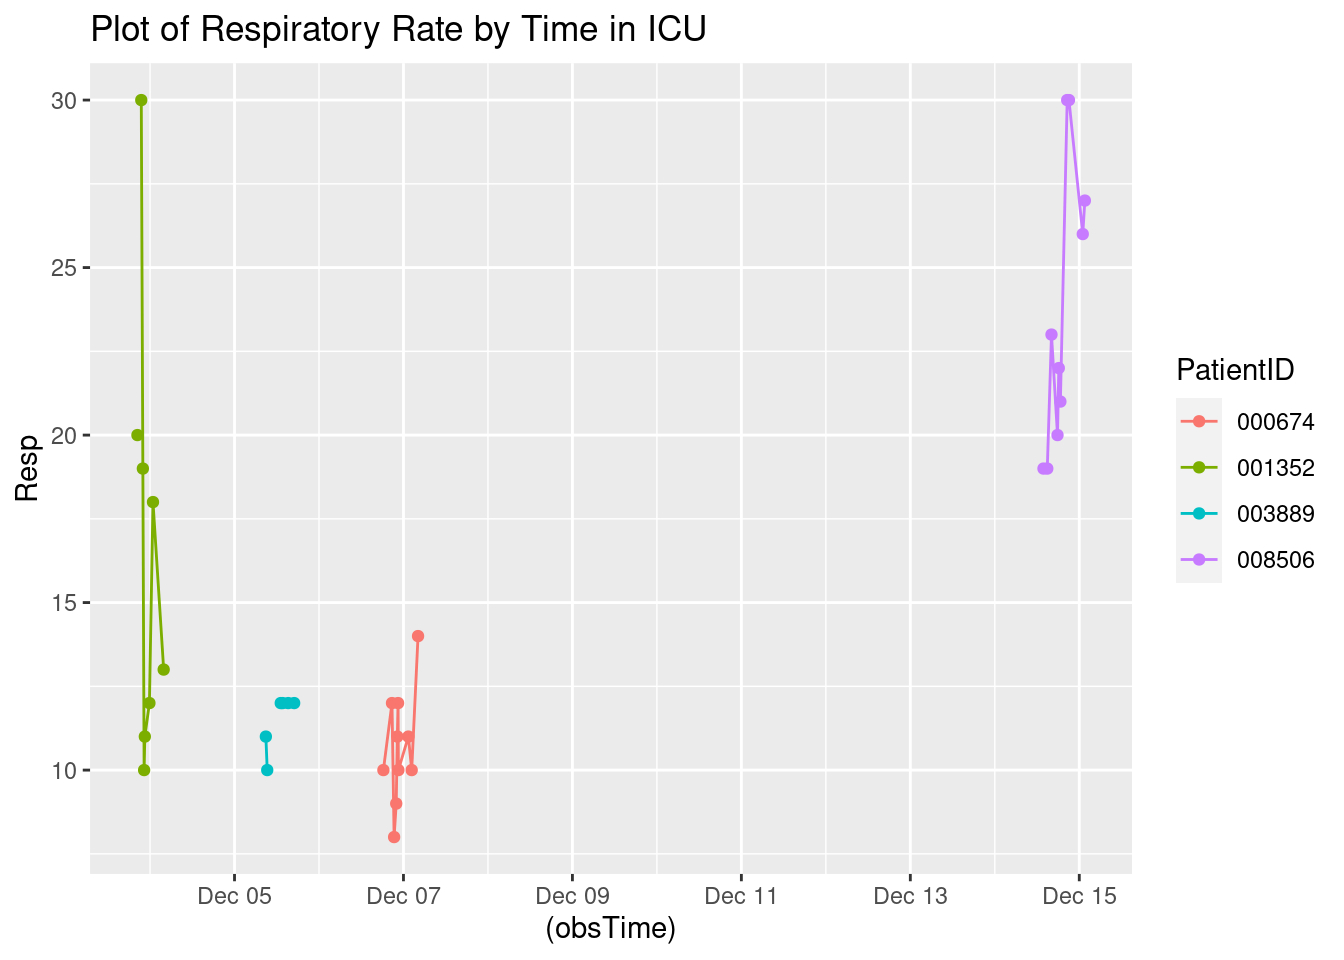 Plot of Respiratory Rate by Time in ICU
30
25
20
15
10
Resp
Dec 05 Dec 07 Dec 09 Dec 11 Dec 13 Dec 15
(obsTime)
PatientID
000674
001352
003889
008506